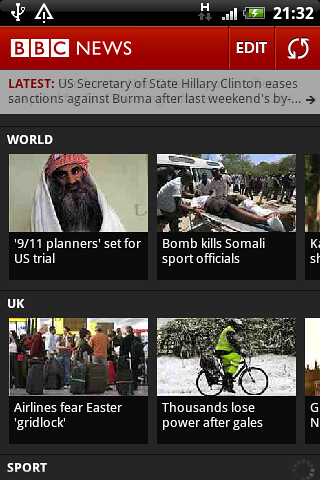 H 21:32
BBC NEWS EDIT
LATEST: US Secretary of State Hillary Clinton eases
sanctions against Burma after last weekend's by-...
WORLD
'9/11 planners' set for
US trial
Bomb kills Somali
sport officials
Ka
sh
UK
Airlines fear Easter
'gridlock'
Thousands lose
power after gales
G
N
SPORT